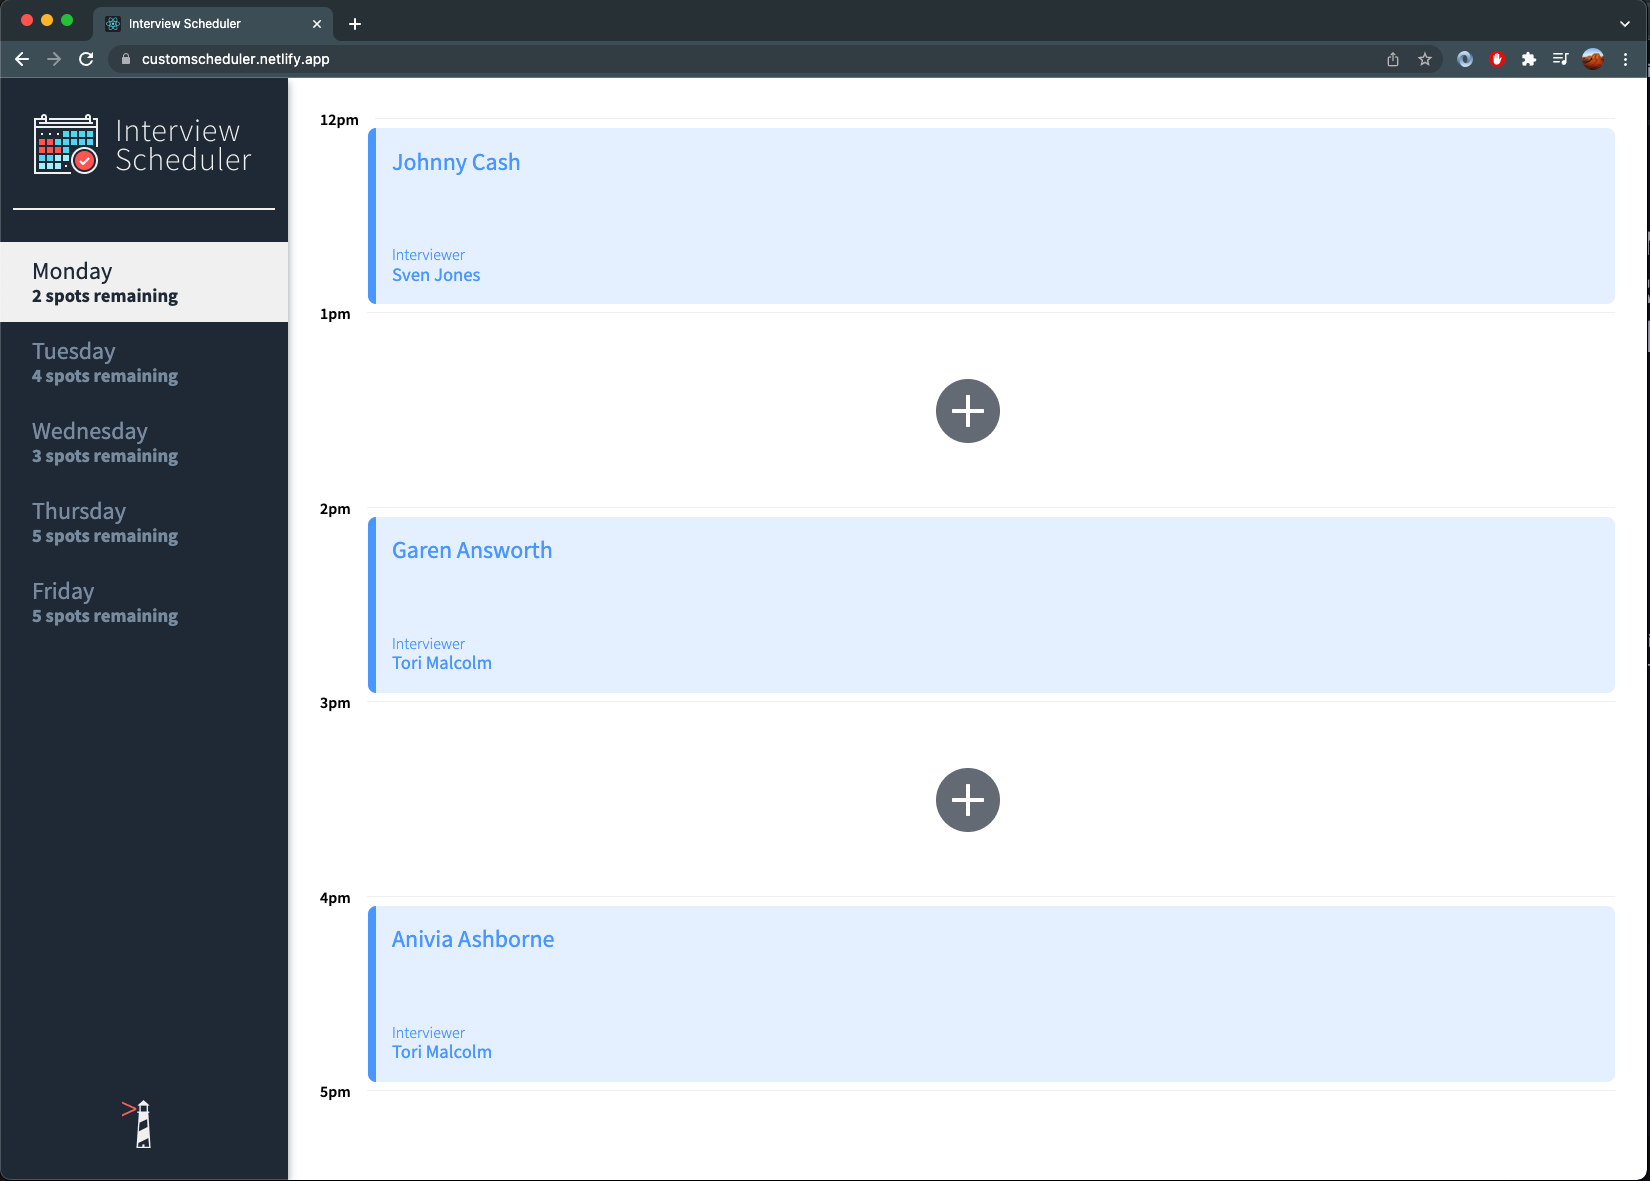 Interview Scheduler
customscheduler.netlify.app
Interview
Scheduler
Monday
2 spots remaining
Tuesday
4 spots remaining
Wednesday
3 spots remaining
Thursday
5 spots remaining
Friday
5 spots remaining
12pm
Johnny Cash
Interviewer
Sven Jones
1pm
2pm
Garen Answorth
Interviewer
Tori Malcolm
3pm
4pm
Anivia Ashborne
Interviewer
Tori Malcolm
5pm